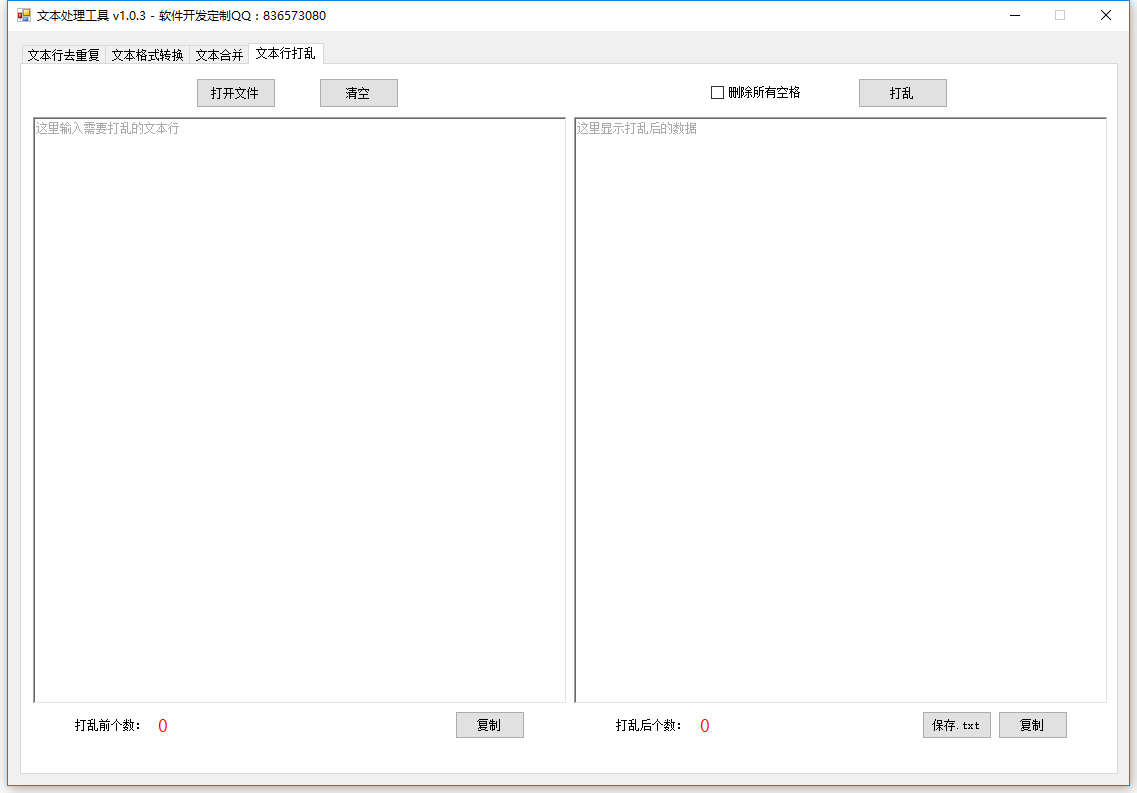 文本处理工具 v1.0.3 - 软件开发定制QQ：836573080
文本行去重复 文本格式转换 文本合并 文本行打乱
打开文件 清空 删除所有空格 打乱
这里输入需要打乱的文本行 这里显示打乱后的数据
打乱前个数： 0 复制 打乱后个数： 0 保存.txt 复制